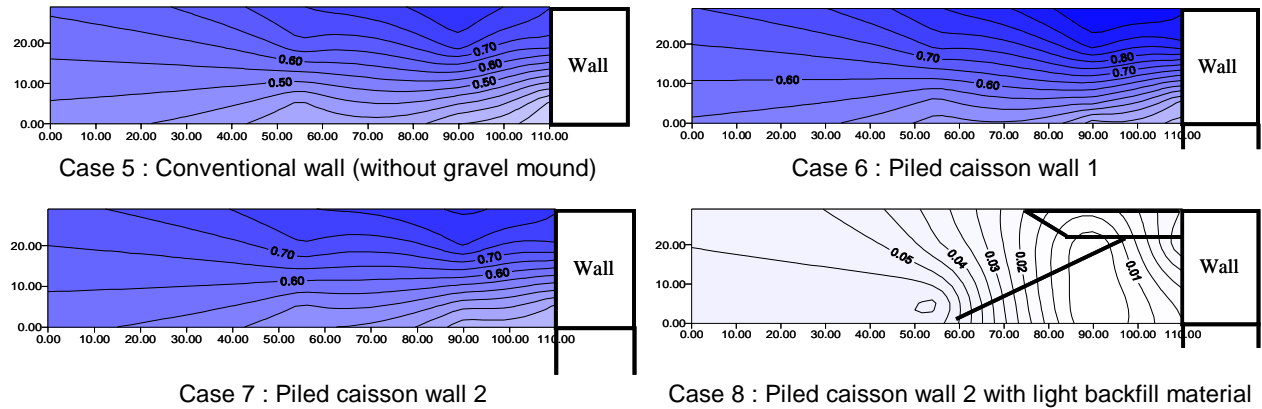 20.00
10.00
0.00
0.00 10.00 20.00 30.00 40.00 50.00 60.00 70.00 80.00 90.00 100.00 110.00
0.60
0.50
0.70
0.60
0.50
Wall
Case 5 : Conventional wall (without gravel mound)
20.00
10.00
0.00
0.00 10.00 20.00 30.00 40.00 50.00 60.00 70.00 80.00 90.00 100.00 110.00
0.60
0.70
0.60
0.80
0.70
Wall
Case 6 : Piled caisson wall 1
20.00
10.00
0.00
0.00 10.00 20.00 30.00 40.00 50.00 60.00 70.00 80.00 90.00 100.00 110.00
0.70
0.60
0.70
0.60
Wall
Case 7 : Piled caisson wall 2
20.00
10.00
0.00
0.00 10.00 20.00 30.00 40.00 50.00 60.00 70.00 80.00 90.00 100.00 110.00
0.05
0.04
0.03
0.02
0.01
Wall
Case 8 : Piled caisson wall 2 with light backfill material